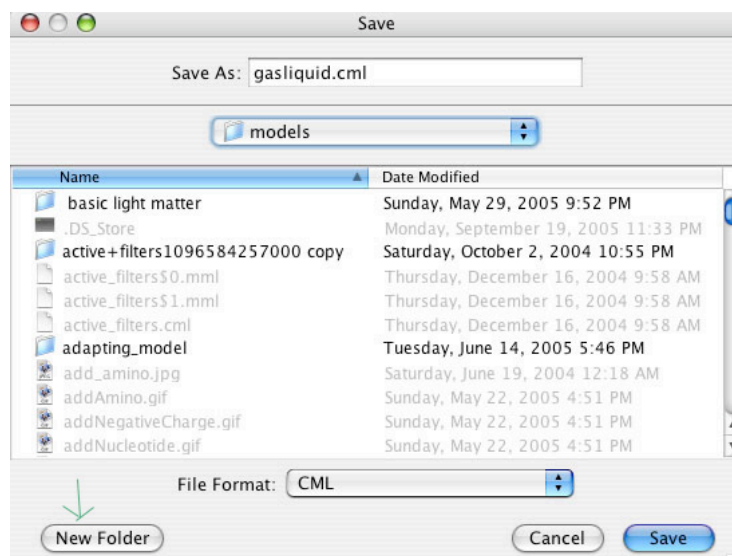 Save
Save As: gasliquid.cml
models
Name Date Modified
basic light matter Sunday, May 29, 2005 9:52 PM
.DS_Store Monday, September 19, 2005 11:33 PM
active+filters1096584257000 copy Saturday, October 2, 2004 10:55 PM
active_filters$0.mml Thursday, December 16, 2004 9:58 AM
active_filters$1.mml Thursday, December 16, 2004 9:58 AM
active_filters.cml Thursday, December 16, 2004 9:58 AM
adapting_model Tuesday, June 14, 2005 5:46 PM
add_amino.jpg Saturday, June 19, 2004 12:18 AM
addAmino.gif Sunday, May 22, 2005 4:51 PM
addNegativeCharge.gif Sunday, May 22, 2005 4:51 PM
addNucleotide.gif Sunday, May 22, 2005 4:51 PM
File Format: CML
New Folder Cancel Save